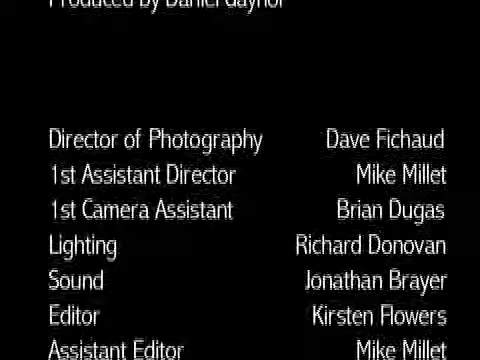 Produced by Daniel Gaynor
Director of Photography Dave Fichaud
1st Assistant Director Mike Millet
1st Camera Assistant Brian Dugas
Lighting Richard Donovan
Sound Jonathan Brayer
Editor Kirsten Flowers
Assistant Editor Mike Millet